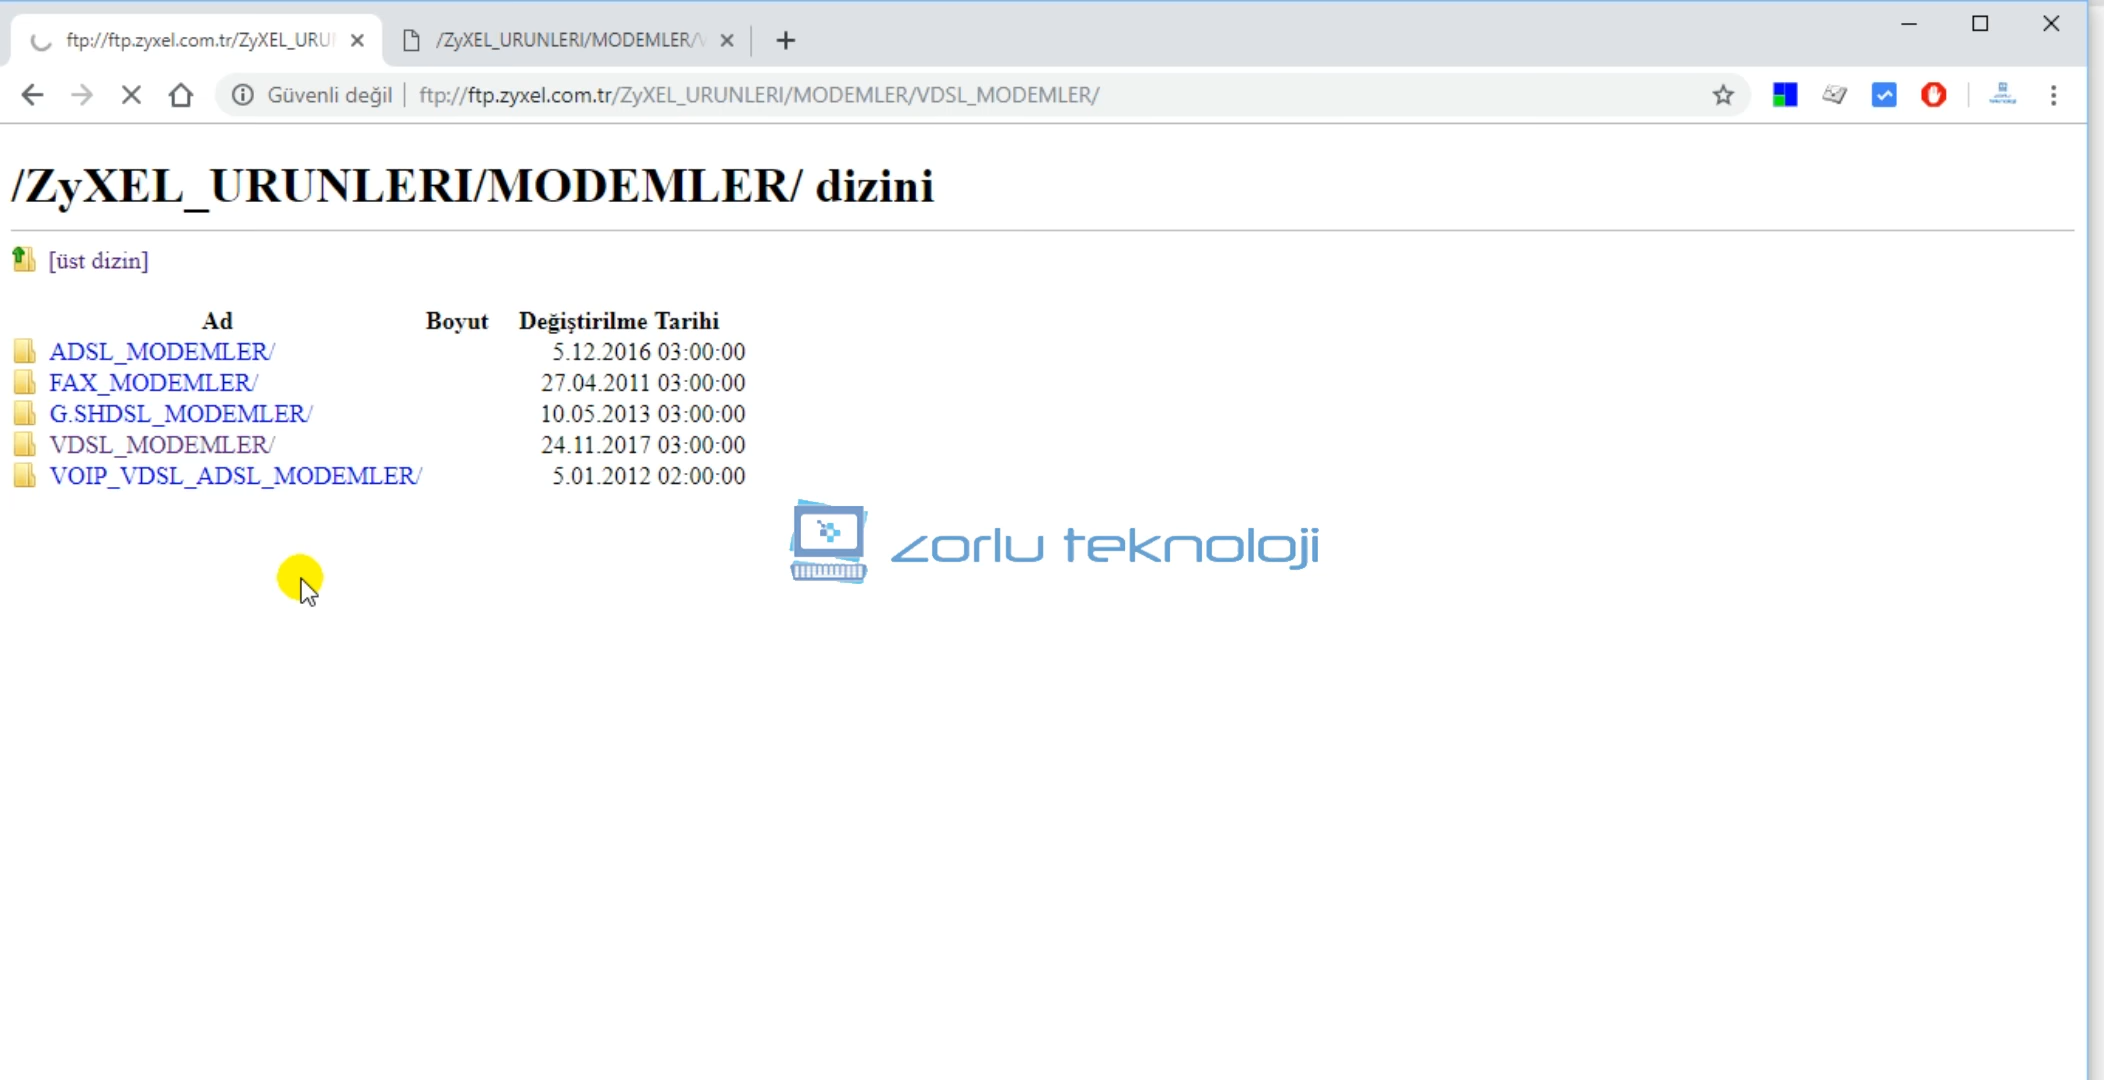 ftp://ftp.zyxel.com.tr/ZyXEL_URU
/ZyXEL_URUNLERI/MODEMLER/
Güvenli değil ftp://ftp.zyxel.com.tr/ZyXEL_URUNLERI/MODEMLER/VDSL_MODEMLER/
/ZyXEL_URUNLERI/MODEMLER/ dizini
[üst dizin]
Ad Boyut Değiştirilme Tarihi
ADSL_MODEMLER/ 5.12.2016 03:00:00
FAX_MODEMLER/ 27.04.2011 03:00:00
G.SHDSL_MODEMLER/ 10.05.2013 03:00:00
VDSL_MODEMLER/ 24.11.2017 03:00:00
VOIP_VDSL_ADSL_MODEMLER/ 5.01.2012 02:00:00
zorlu teknoloji